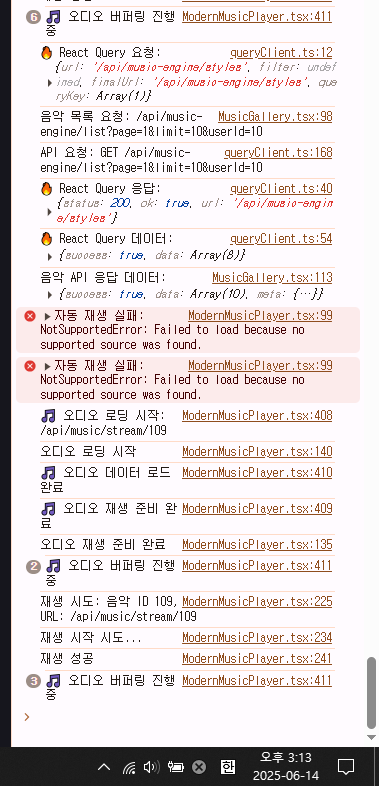 6 🎵 오디오 버퍼링 진행 ModernMusicPlayer.tsx:411
중
🔥 React Query 요청: queryClient.ts:12
{url: '/api/music-engine/styles', filter: undef
ined, finalUrl: '/api/music-engine/styles', que
ryKey: Array(1)}
음악 목록 요청: /api/music- MusicGallery.tsx:98
engine/list?page=1&limit=10&userId=10
API 요청: GET /api/music- queryClient.ts:168
engine/list?page=1&limit=10&userId=10
🔥 React Query 응답: queryClient.ts:40
{status: 200, ok: true, url: '/api/music-engin
e/styles'}
🔥 React Query 데이터: queryClient.ts:54
{success: true, data: Array(8)}
음악 API 응답 데이터: MusicGallery.tsx:113
{success: true, data: Array(10), meta: {…}}
자동 재생 실패: ModernMusicPlayer.tsx:99
NotSupportedError: Failed to load because no
supported source was found.
자동 재생 실패: ModernMusicPlayer.tsx:99
NotSupportedError: Failed to load because no
supported source was found.
🎵 오디오 로딩 시작: ModernMusicPlayer.tsx:408
/api/music/stream/109
오디오 로딩 시작 ModernMusicPlayer.tsx:140
🎵 오디오 데이터 로드 ModernMusicPlayer.tsx:410
완료
🎵 오디오 재생 준비 완 ModernMusicPlayer.tsx:409
료
오디오 재생 준비 완료 ModernMusicPlayer.tsx:135
2 🎵 오디오 버퍼링 진행 ModernMusicPlayer.tsx:411
중
재생 시도: 음악 ID 109, ModernMusicPlayer.tsx:225
URL: /api/music/stream/109
재생 시작 시도... ModernMusicPlayer.tsx:234
재생 성공 ModernMusicPlayer.tsx:241
3 🎵 오디오 버퍼링 진행 ModernMusicPlayer.tsx:411
중
한
오후 3:13
2025-06-14